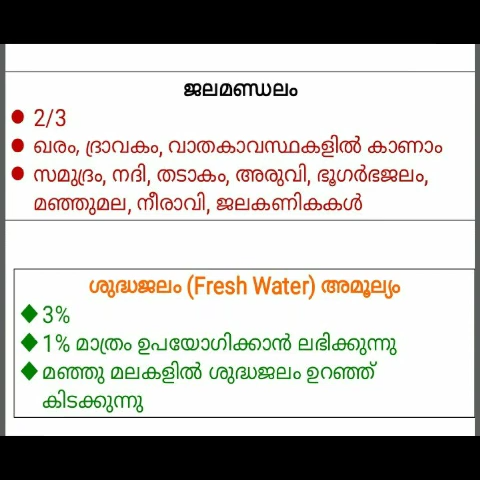 ജലമണ്ഡലം
● 2/3
● ഖരം, ദ്രാവകം, വാതകാവസ്ഥകളിൽ കാണാം
● സമുദ്രം, നദി, തടാകം, അരുവി, ഭൂഗർഭജലം,
മഞ്ഞുമല, നീരാവി, ജലകണികകൾ
ശുദ്ധജലം (Fresh Water) അമൂല്യം
◆ 3%
◆ 1% മാത്രം ഉപയോഗിക്കാൻ ലഭിക്കുന്നു
◆ മഞ്ഞു മലകളിൽ ശുദ്ധജലം ഉറഞ്ഞ്
കിടക്കുന്നു